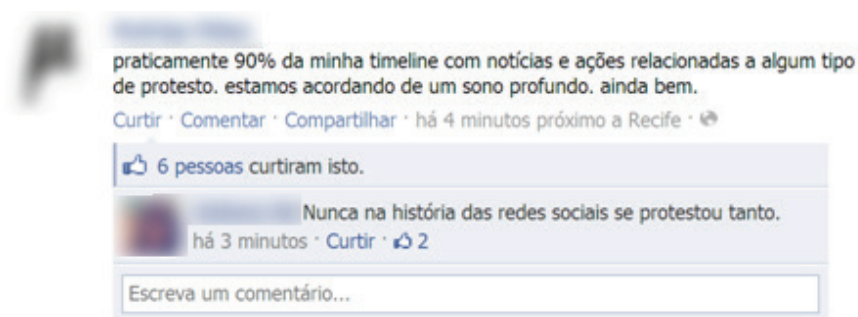 praticamente 90% da minha timeline com notícias e ações relacionadas a algum tipo
de protesto. estamos acordando de um sono profundo. ainda bem.
Curtir · Comentar · Compartilhar · há 4 minutos próximo a Recife ·
6 pessoas curtiram isto.
Nunca na história das redes sociais se protestou tanto.
há 3 minutos · Curtir · 2
Escreva um comentário...